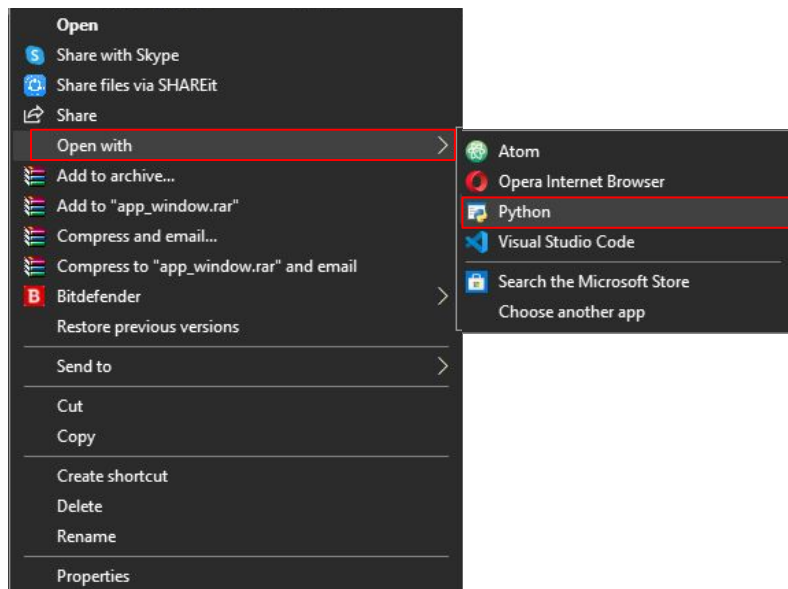 Open
Share with Skype
Share files via SHAREit
Share
Open with
Add to archive...
Add to "app_window.rar"
Compress and email...
Compress to "app_window.rar" and email
Bitdefender
Restore previous versions
Send to
Cut
Copy
Create shortcut
Delete
Rename
Properties
Atom
Opera Internet Browser
Python
Visual Studio Code
Search the Microsoft Store
Choose another app